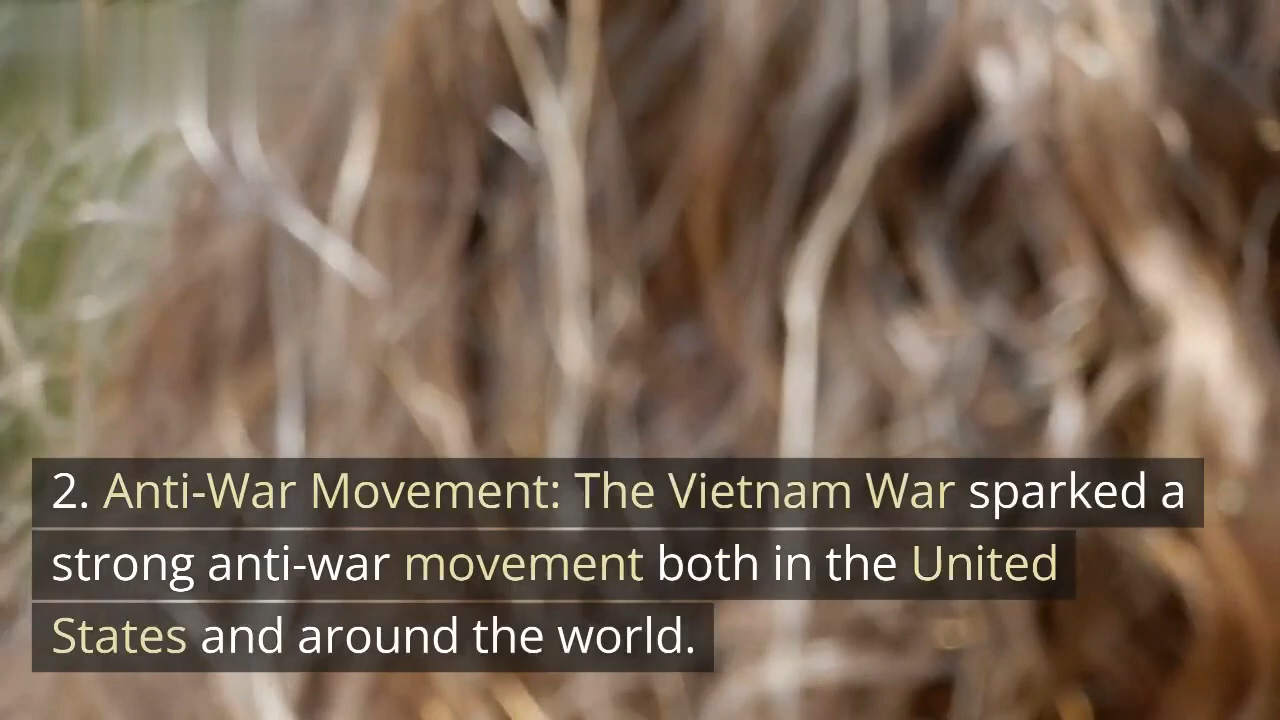 2. Anti-War Movement: The Vietnam War sparked a
strong anti-war movement both in the United
States and around the world.